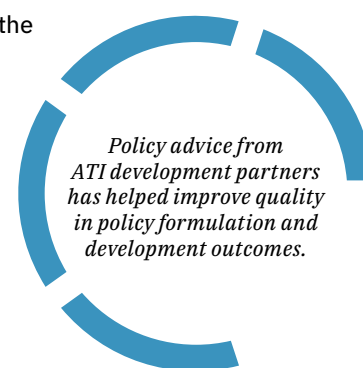 the
Policy advice from
ATI development partners
has helped improve quality
in policy formulation and
development outcomes.